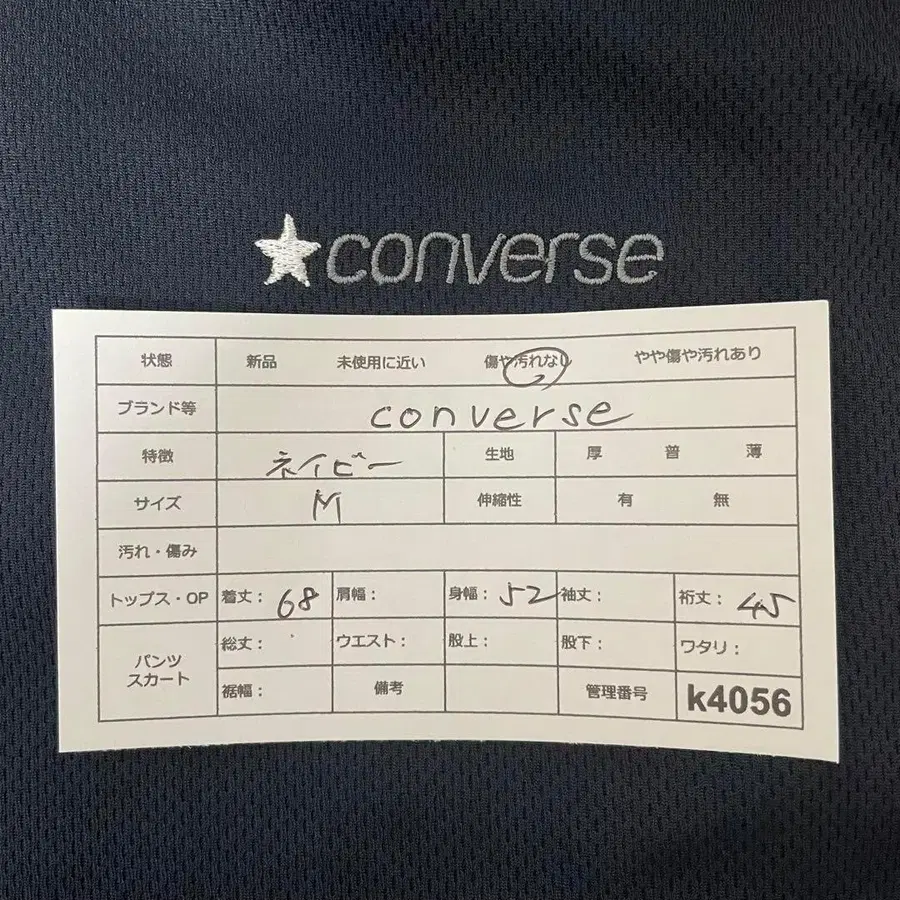 converse
状態 新品 未使用に近い 傷や汚れなし やや傷や汚れあり
ブランド等 converse
特徴 ネイビー 生地 厚 普 薄
サイズ M 伸縮性 有 無
汚れ・傷み
トップス・OP 着丈： 68 肩幅： 身幅： 52 袖丈： 裄丈： 45
パンツ スカート 総丈： ウエスト： 股上： 股下： ワタリ：
裾幅： 備考 管理番号 k4056